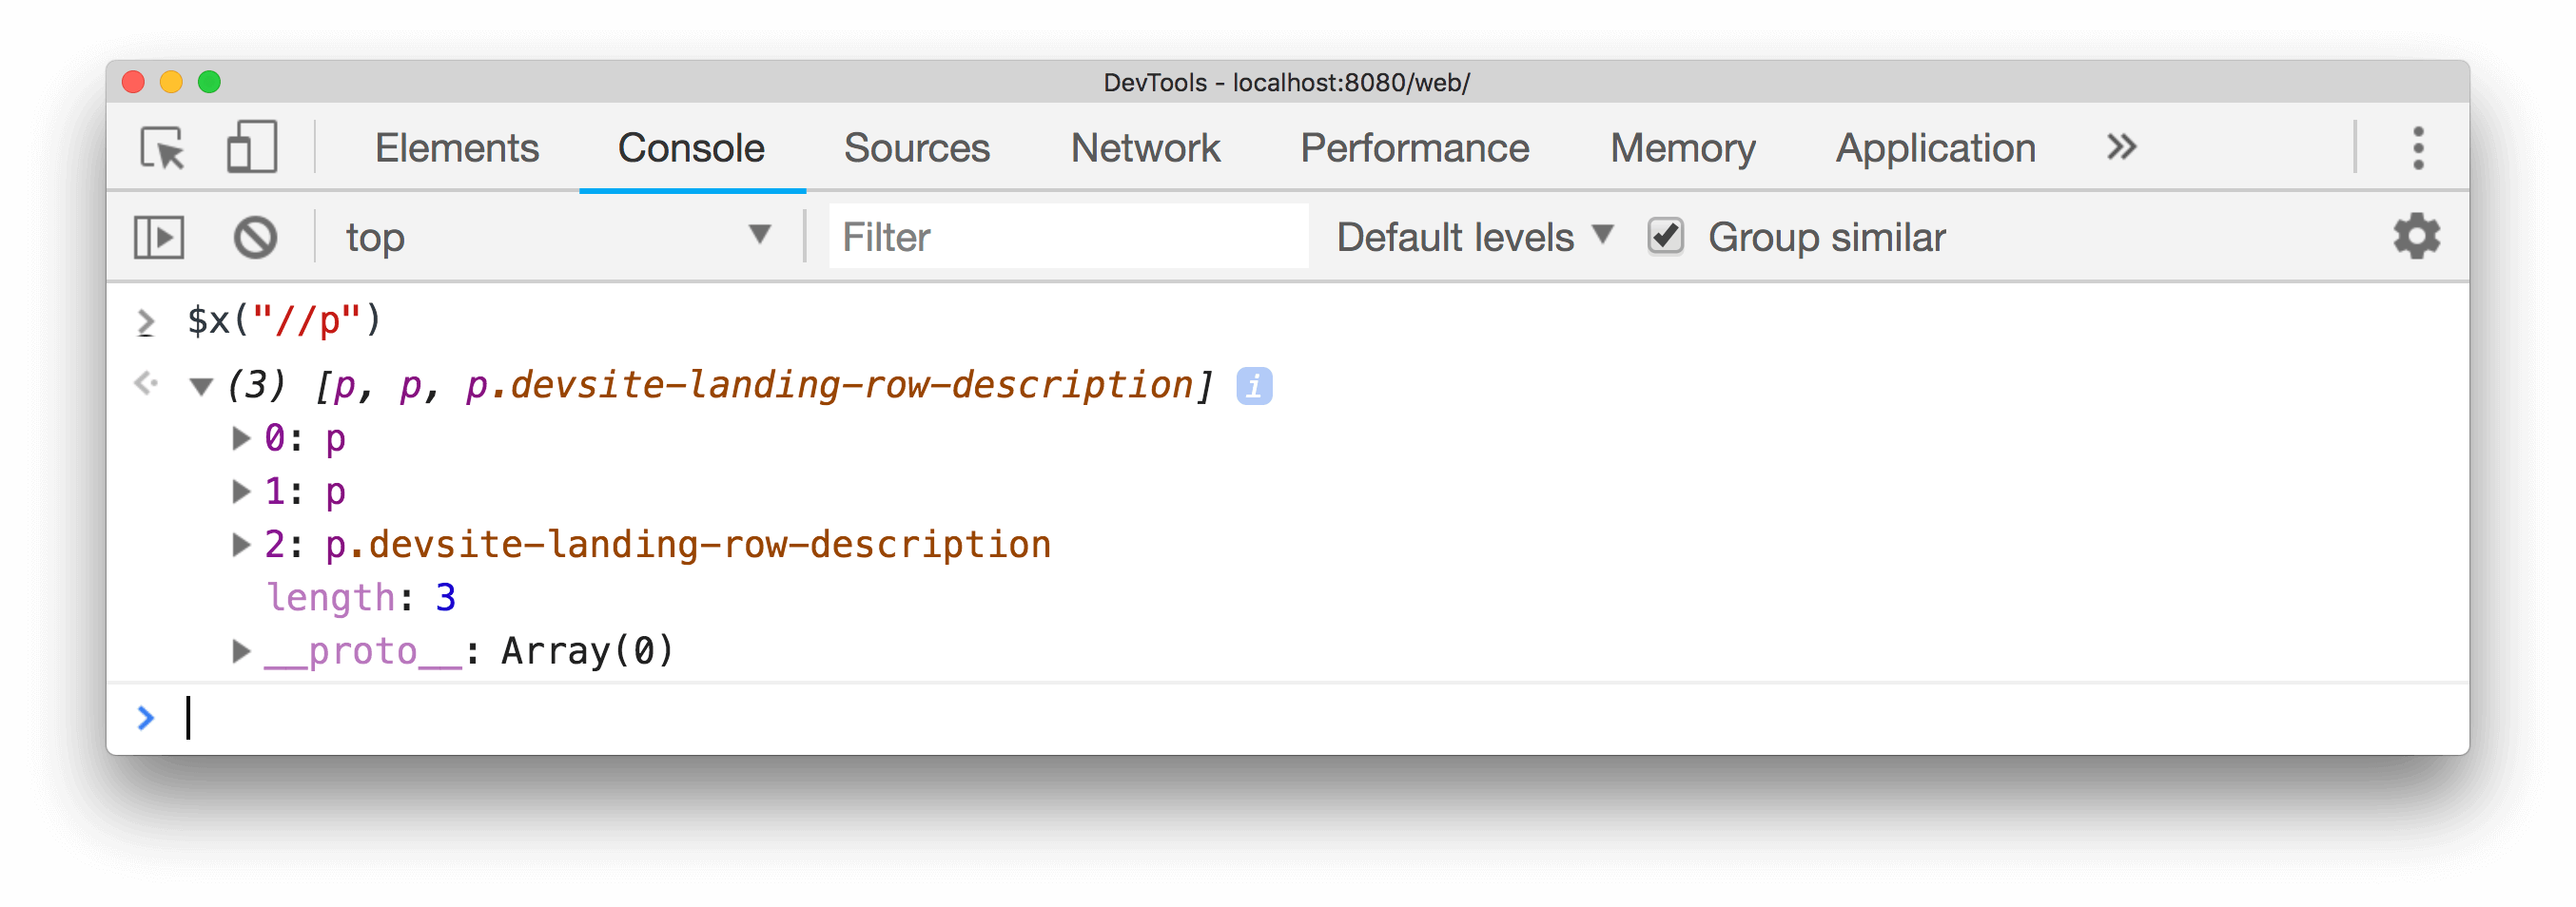 DevTools - localhost:8080/web/
Elements Console Sources Network Performance Memory Application »
top ▼ Filter Default levels ▼ Group similar
> $x("//p")
▼ (3) [p, p, p.devsite-landing-row-description] i
▶ 0: p
▶ 1: p
▶ 2: p.devsite-landing-row-description
length: 3
▶ __proto__: Array(0)
>